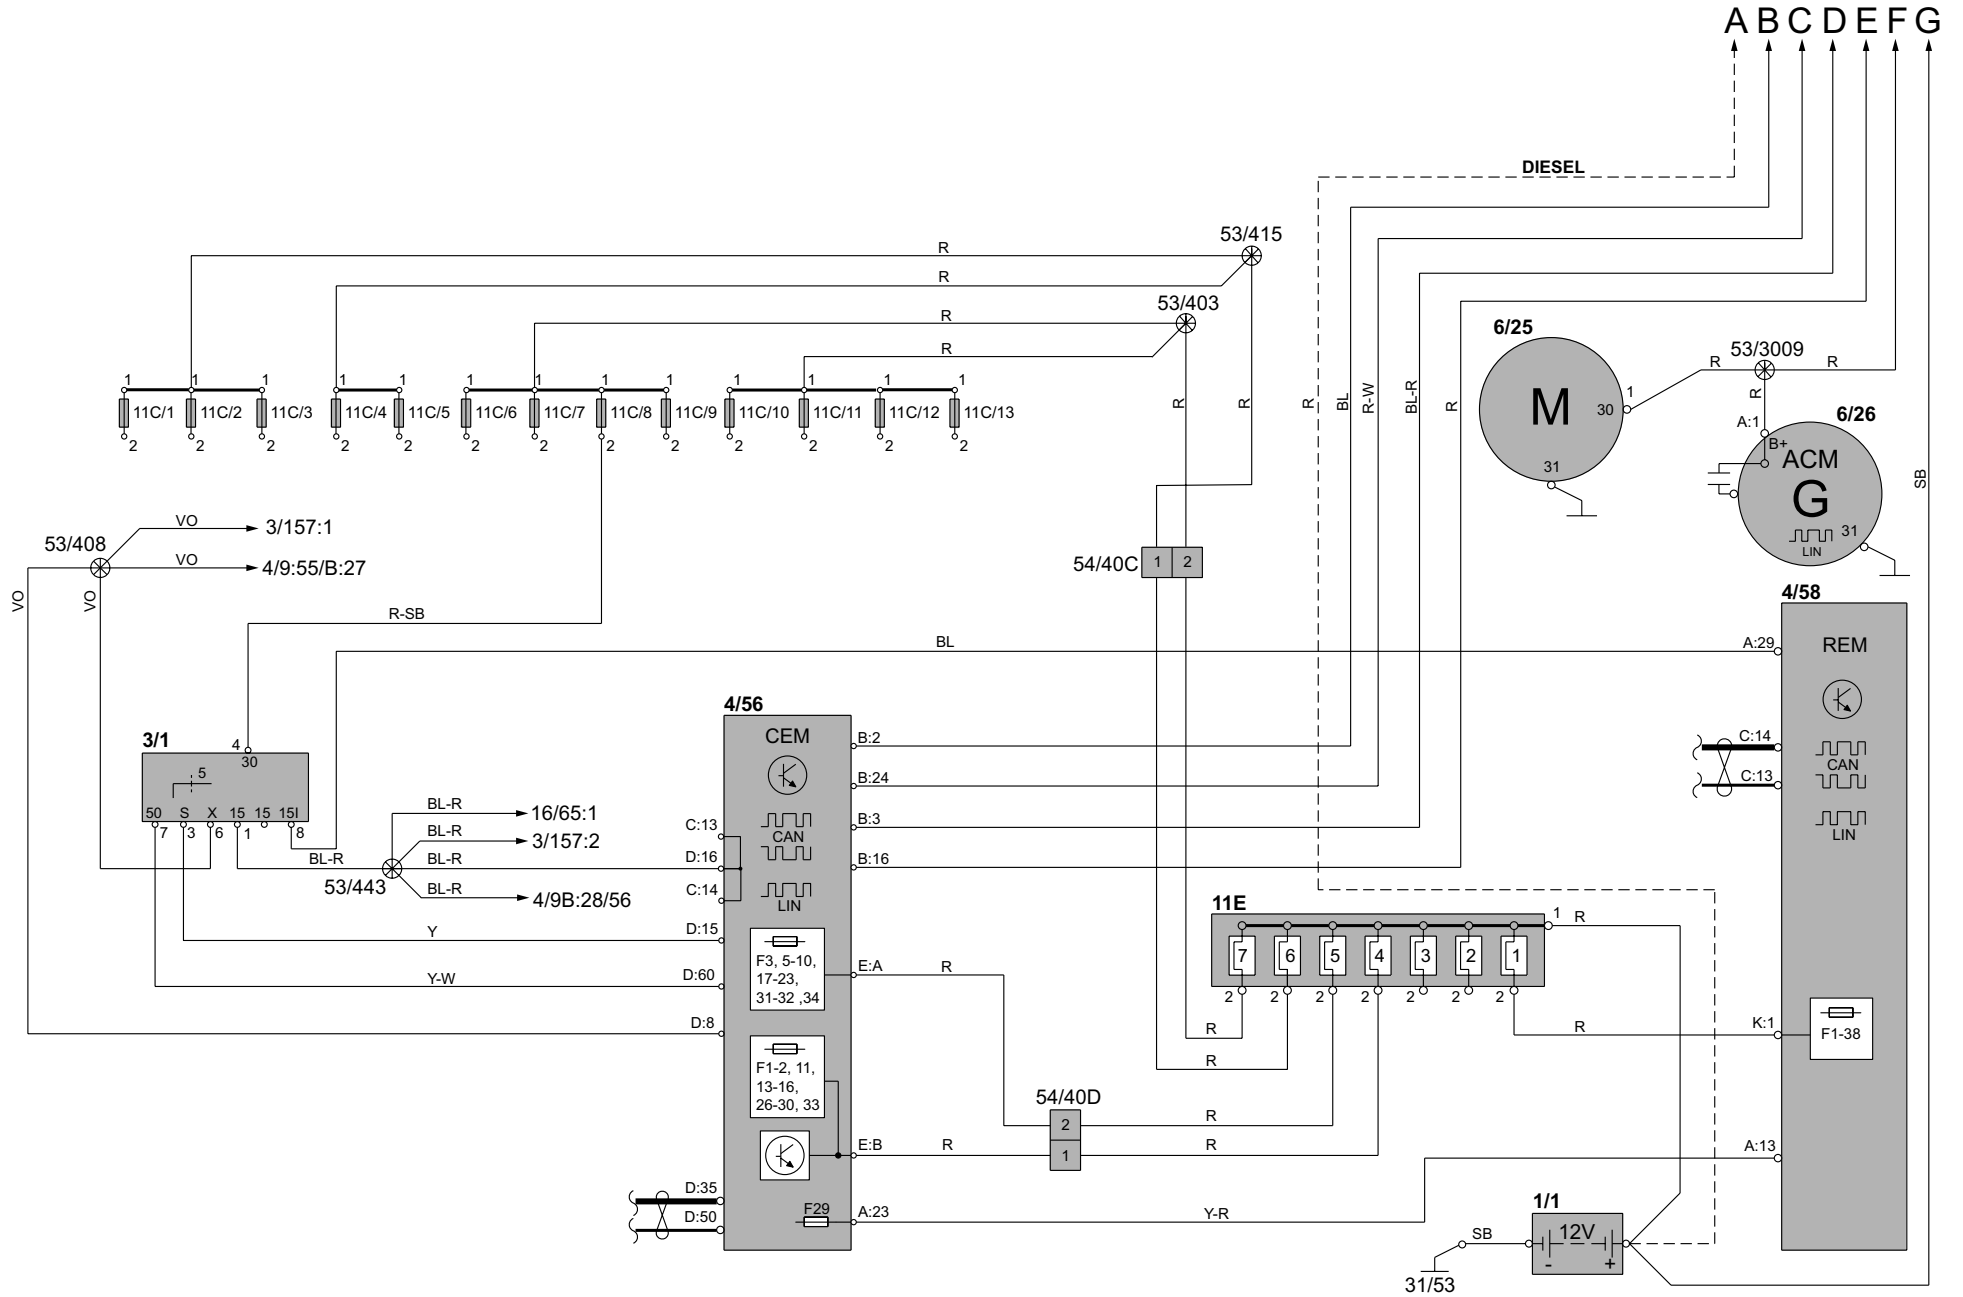 A B C D E F G
DIESEL
53/415
R
R
53/403
R
R
6/25
53/3009
R
R
1 1 1 1 1 1 1 1 1 1 1 1 1
11C/1 11C/2 11C/3 11C/4 11C/5 11C/6 11C/7 11C/8 11C/9 11C/10 11C/11 11C/12 11C/13
2 2 2 2 2 2 2 2 2 2 2 2 2
R
R
R
BL
R-W
BL-R
R
M
30
1
31
R
A:1
6/26
B+
ACM
G
31
LIN
SB
VO
3/157:1
53/408
VO
4/9:55/B:27
VO
VO
54/40C
1 2
R-SB
BL
4/58
A:29
REM
C:14
CAN
C:13
LIN
K:1
F1-38
A:13
3/1
4
30
5
50 S X 15 15 15I
7 3 6 1 8
BL-R
16/65:1
BL-R
3/157:2
BL-R
BL-R
53/443
BL-R
4/9B:28/56
Y
Y-W
4/56
CEM
B:2
B:24
B:3
B:16
C:13
CAN
D:16
C:14
LIN
D:15
D:60
D:8
F3, 5-10,
17-23,
31-32 ,34
E:A
R
F1-2, 11,
13-16,
26-30, 33
E:B
R
D:35
D:50
F29
A:23
Y-R
11E
1
R
7 6 5 4 3 2 1
2 2 2 2 2 2 2
R
R
R
54/40D
2
R
1
R
1/1
12V
- +
SB
31/53